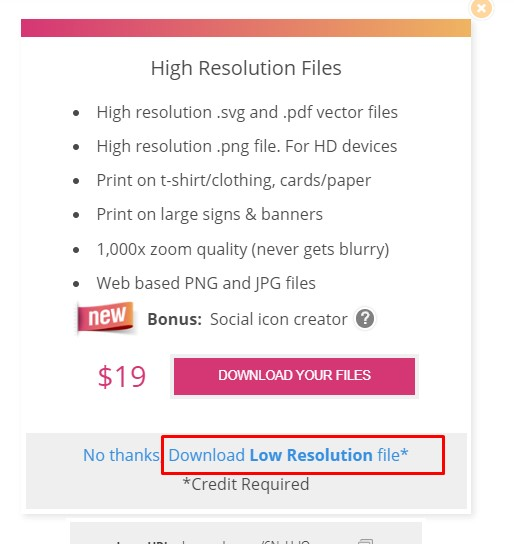 High Resolution Files
High resolution .svg and .pdf vector files
High resolution .png file. For HD devices
Print on t-shirt/clothing, cards/paper
Print on large signs & banners
1,000x zoom quality (never gets blurry)
Web based PNG and JPG files
new Bonus: Social icon creator ?
$19 DOWNLOAD YOUR FILES
No thanks, Download Low Resolution file*
*Credit Required